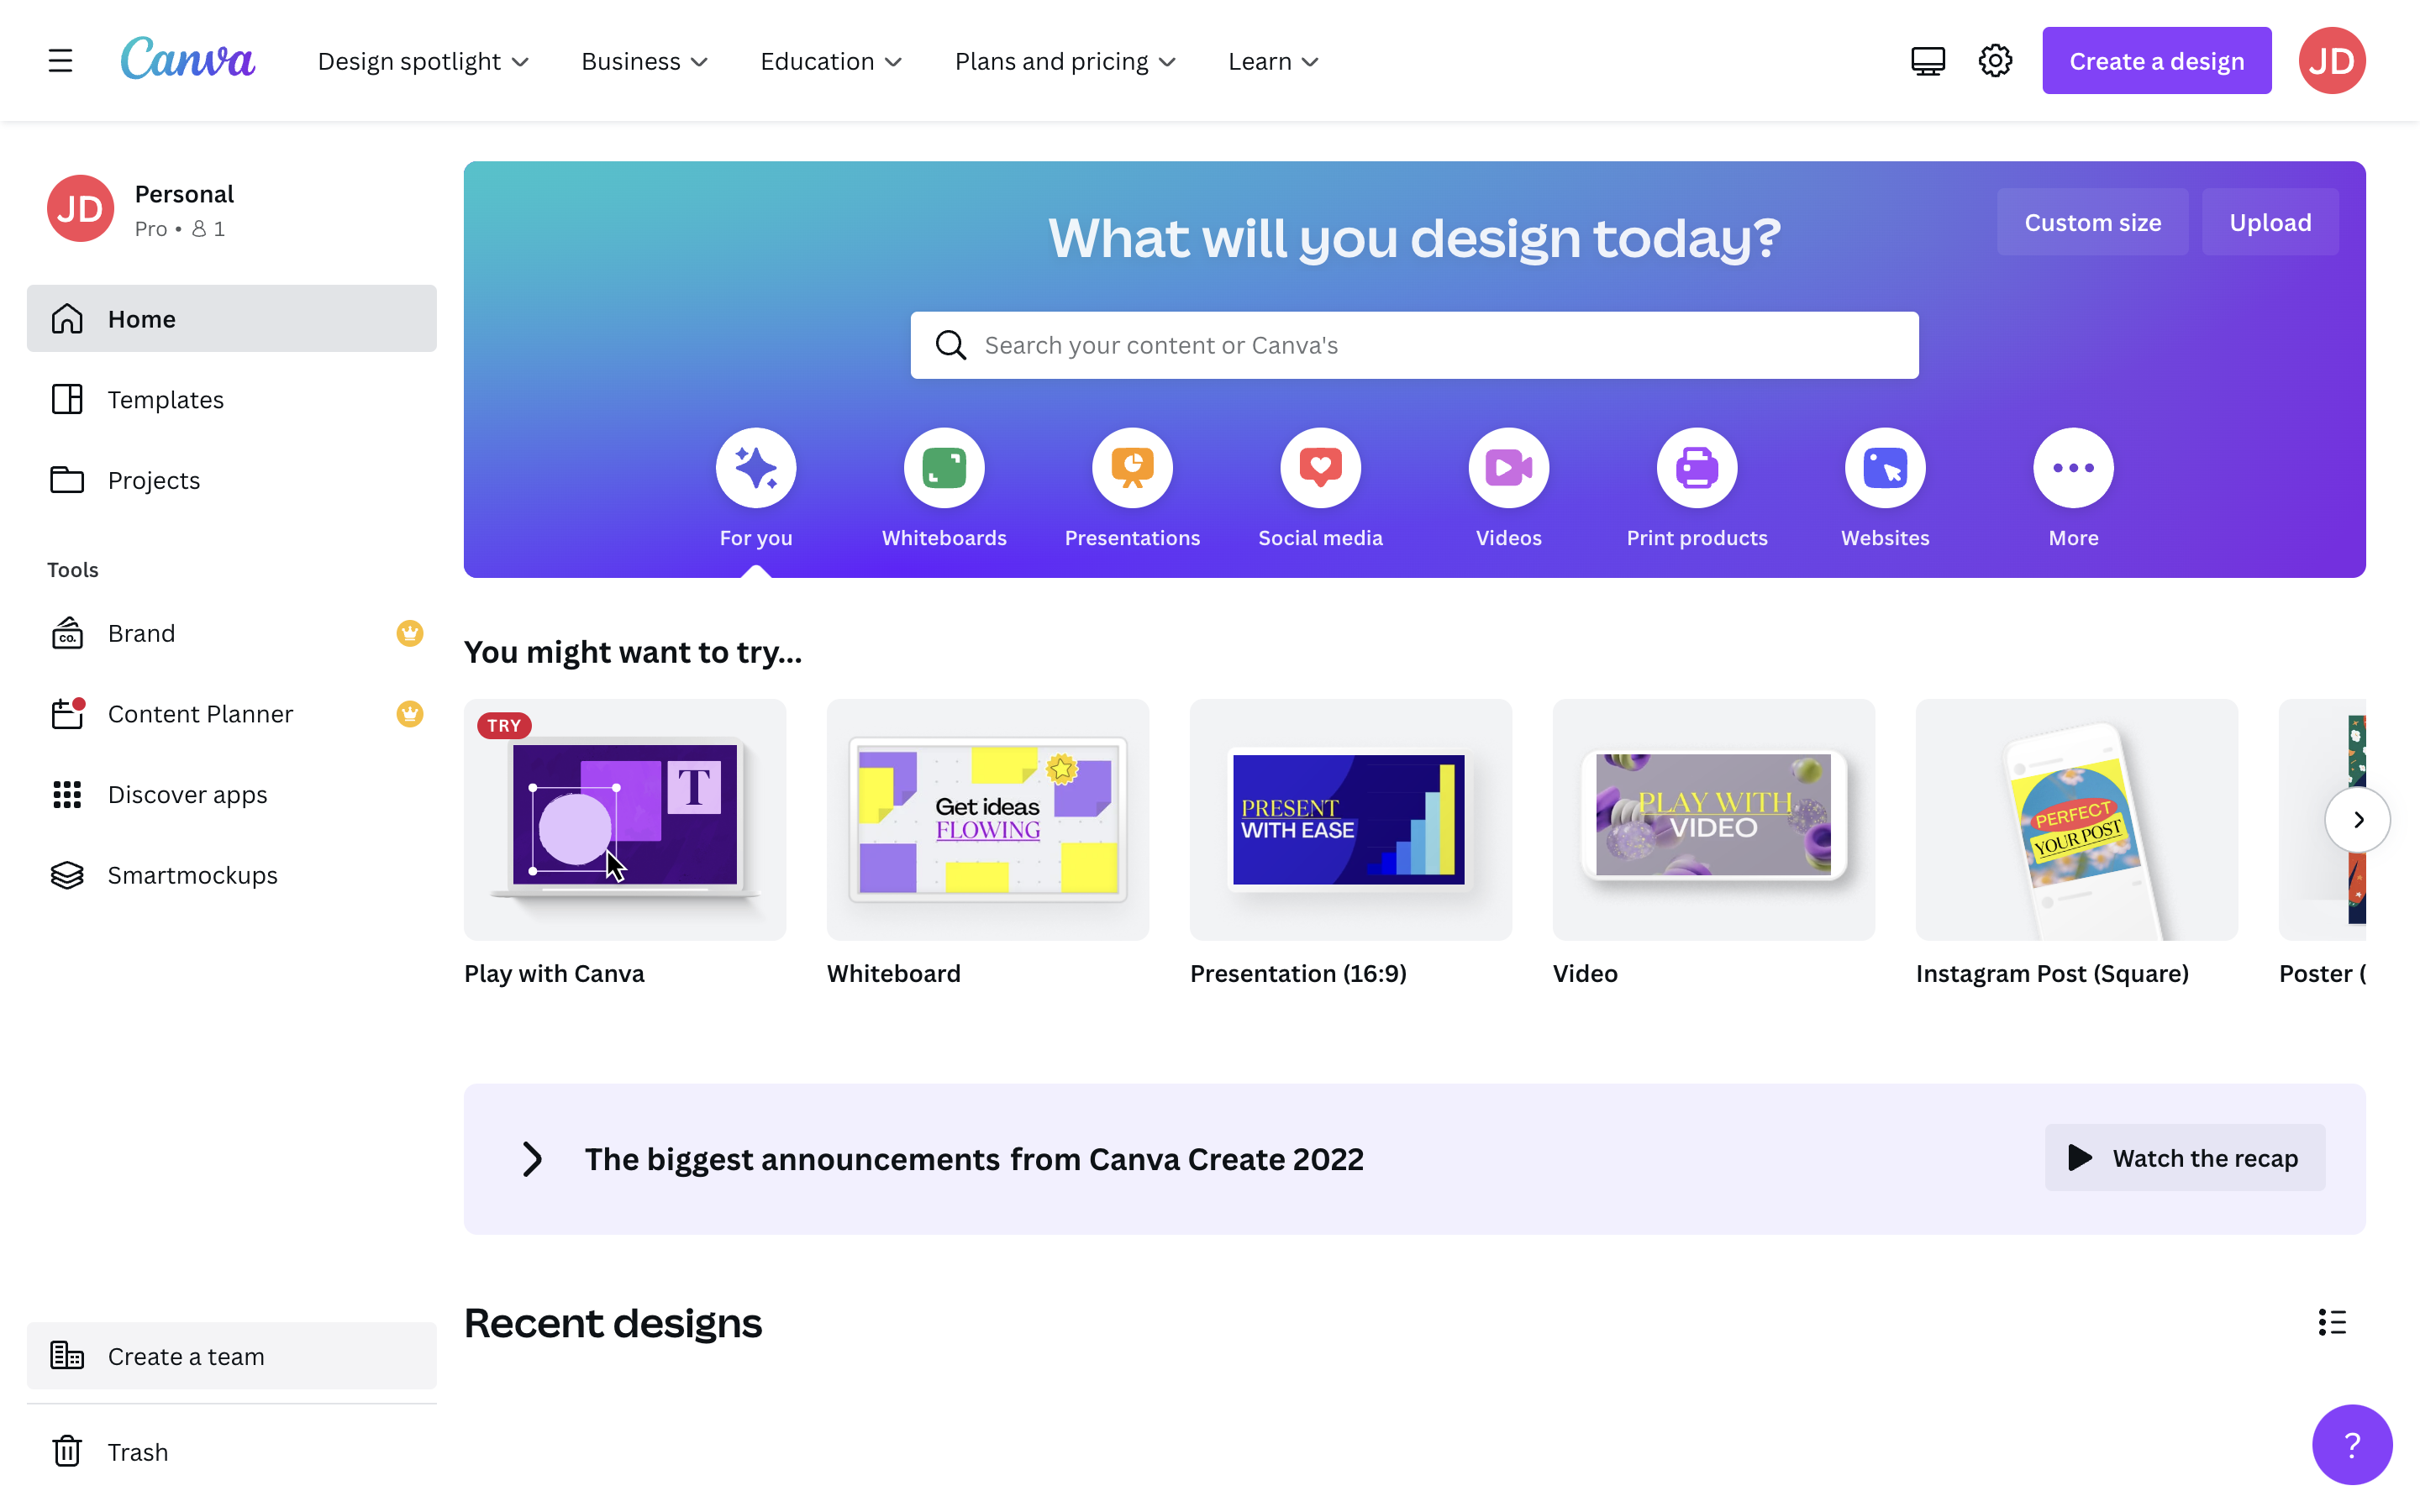 Canva
Design spotlight
Business
Education
Plans and pricing
Learn
Create a design
JD
JD
Personal
Pro • 1
Home
Templates
Projects
Tools
co.
Brand
Content Planner
Discover apps
Smartmockups
Create a team
Trash
What will you design today?
Custom size
Upload
Search your content or Canva's
For you
Whiteboards
Presentations
Social media
Videos
Print products
Websites
More
You might want to try...
TRY
T
Play with Canva
Get ideas
FLOWING
Whiteboard
PRESENT
WITH EASE
Presentation (16:9)
PLAY WITH
VIDEO
Video
PERFECT
YOUR POST
Instagram Post (Square)
Poster (
The biggest announcements from Canva Create 2022
Watch the recap
Recent designs
?